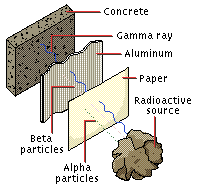 Concrete
Gamma ray
Aluminum
Paper
Radioactive
source
Beta
particles
Alpha
particles